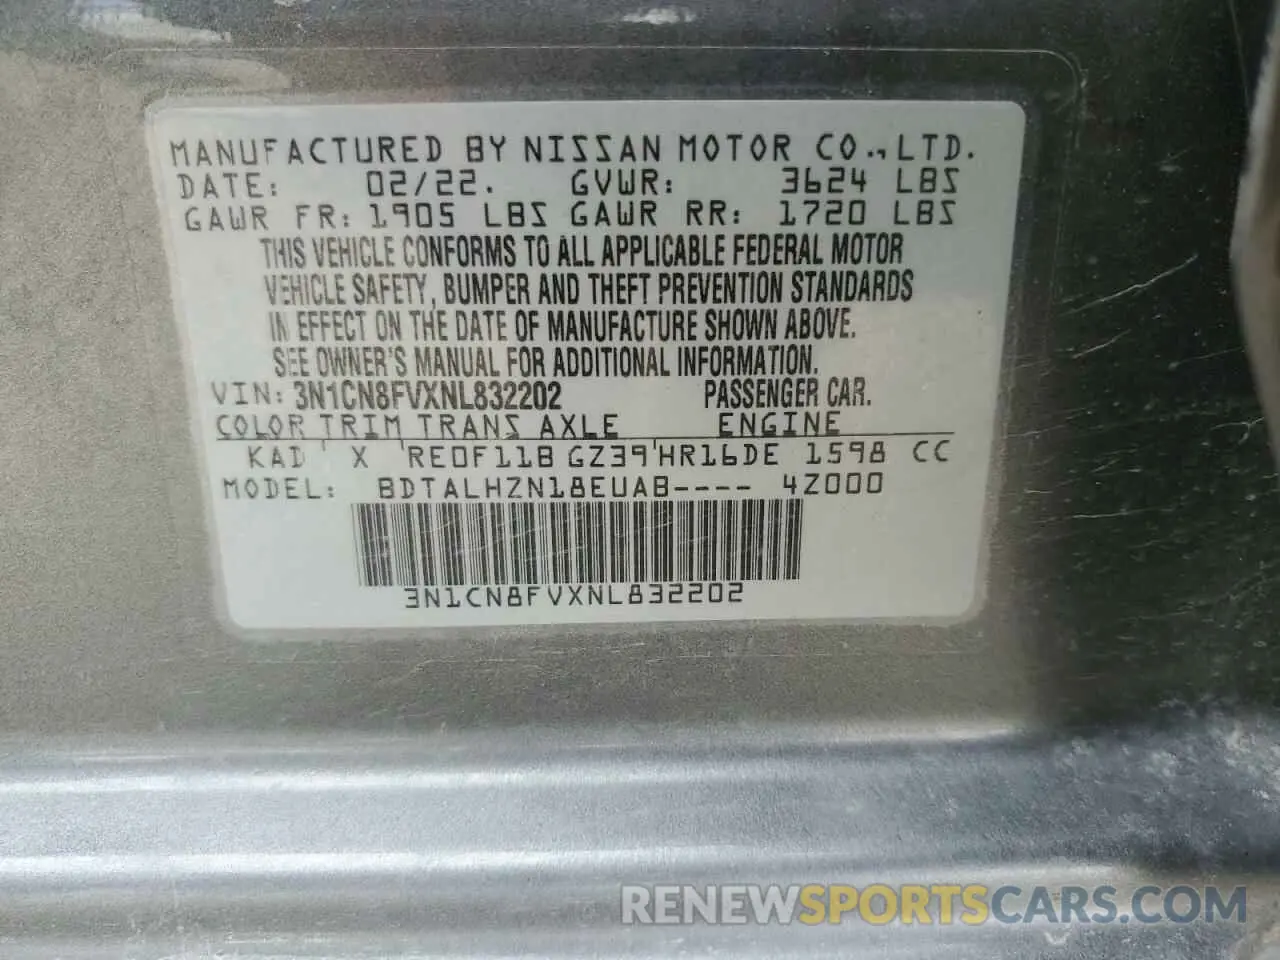 MANUFACTURED BY NISSAN MOTOR CO., LTD.
DATE: 02/22. GVWR: 3624 LBS
GAWR FR: 1905 LBS GAWR RR: 1720 LBS
THIS VEHICLE CONFORMS TO ALL APPLICABLE FEDERAL MOTOR
VEHICLE SAFETY, BUMPER AND THEFT PREVENTION STANDARDS
IN EFFECT ON THE DATE OF MANUFACTURE SHOWN ABOVE.
SEE OWNER'S MANUAL FOR ADDITIONAL INFORMATION.
VIN: 3N1CN8FVXNL832202 PASSENGER CAR.
COLOR TRIM TRANS AXLE ENGINE
KAD X RE0F11B GZ39 HR16DE 1598 CC
MODEL: BDTALHZN18EUAB---- 4Z000
3N1CN8FVXNL832202
RENEWSPORTSCARS.COM